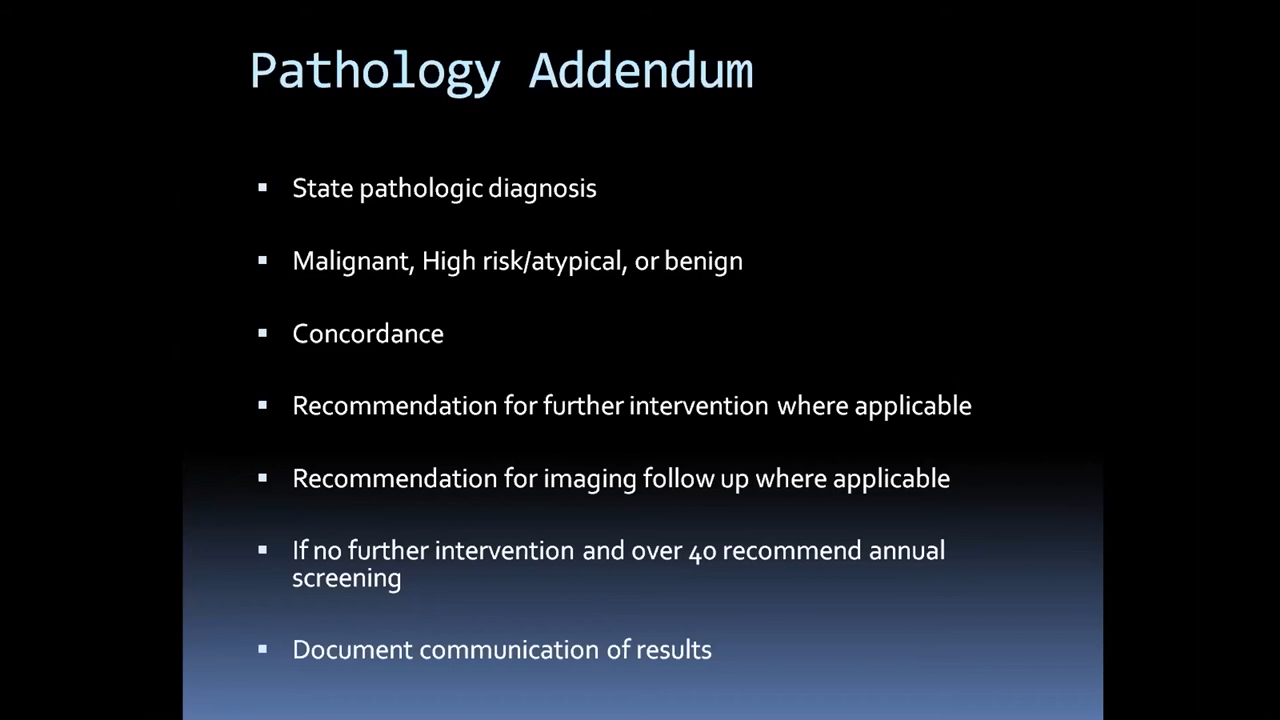 Pathology Addendum
▪ State pathologic diagnosis
▪ Malignant, High risk/atypical, or benign
▪ Concordance
▪ Recommendation for further intervention where applicable
▪ Recommendation for imaging follow up where applicable
▪ If no further intervention and over 40 recommend annual
screening
▪ Document communication of results